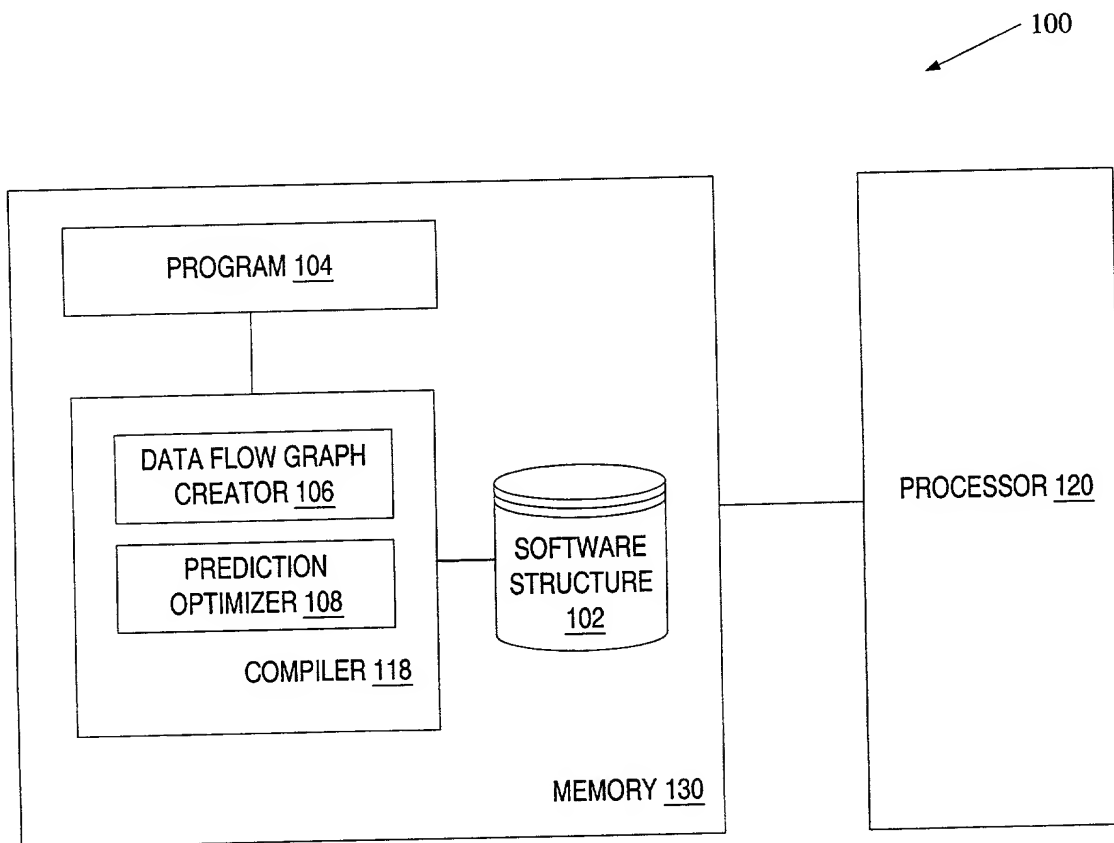 100
PROGRAM 104
DATA FLOW GRAPH
CREATOR 106
PREDICTION
OPTIMIZER 108
COMPILER 118
SOFTWARE
STRUCTURE
102
MEMORY 130
PROCESSOR 120